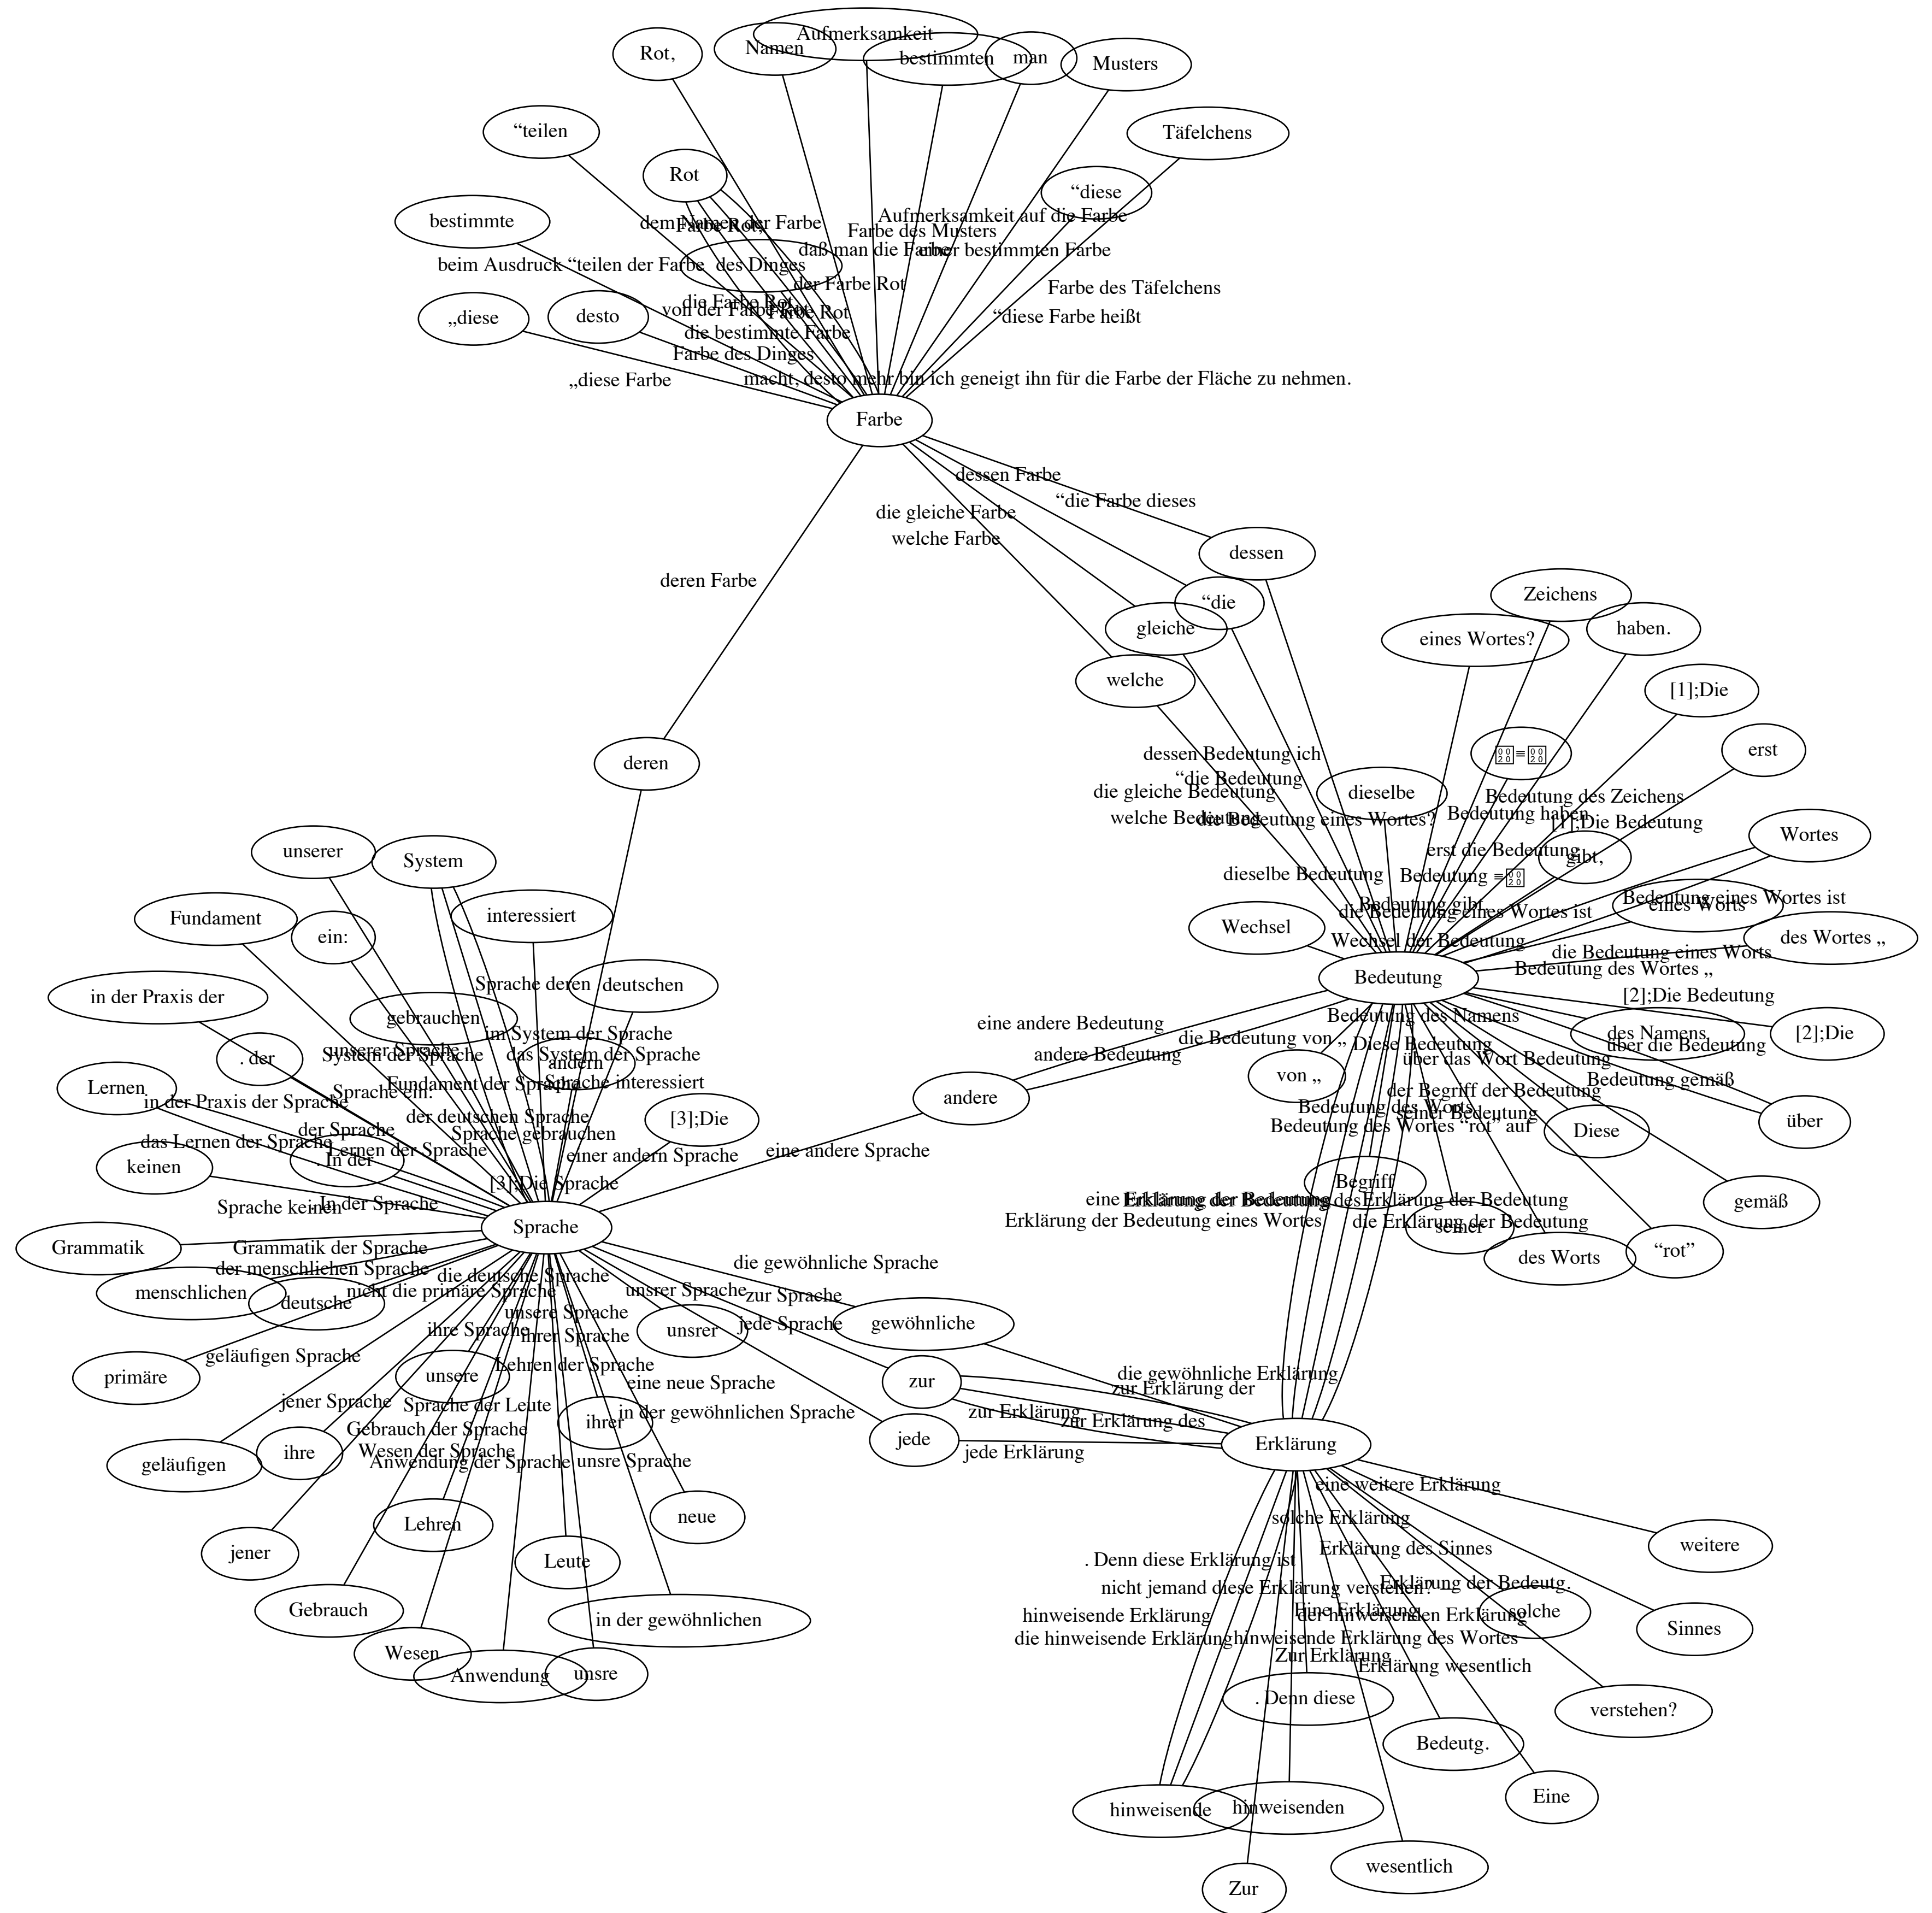 Aufmerksamkeit
Rot,
Namen
bestimmten
man
Musters
“teilen
Täfelchens
Rot
“diese
bestimmte
dem Namen der Farbe
Farbe Rot,
Aufmerksamkeit auf die Farbe
Farbe des Musters
daß man die Farbe
einer bestimmten Farbe
beim Ausdruck “teilen der Farbe
des Dinges
der Farbe Rot
Farbe des Täfelchens
die Farbe Rot
von der Farbe Rot
Farbe Rot
„diese
desto
“diese Farbe heißt
die bestimmte Farbe
Farbe des Dinges
„diese Farbe
macht, desto mehr bin ich geneigt ihn für die Farbe der Fläche zu nehmen.
Farbe
dessen Farbe
“die Farbe dieses
die gleiche Farbe
welche Farbe
dessen
deren Farbe
Zeichens
“die
gleiche
eines Wortes?
haben.
welche
[1];Die
deren
dessen Bedeutung ich
erst
“die Bedeutung
die gleiche Bedeutung
dieselbe
Bedeutung des Zeichens
welche Bedeutung
die Bedeutung eines Wortes?
Bedeutung haben.
[1];Die Bedeutung
Wortes
unserer
System
erst die Bedeutung
gibt,
dieselbe Bedeutung
Bedeutung ≡
Fundament
interessiert
Bedeutung gibt,
die Bedeutung eines Wortes ist
Bedeutung eines Wortes ist
eines Worts
ein:
Wechsel
Wechsel der Bedeutung
des Wortes „
die Bedeutung eines Worts
Bedeutung des Wortes „
Bedeutung
in der Praxis der
Sprache deren
deutschen
[2];Die Bedeutung
gebrauchen
Bedeutung des Namens
eine andere Bedeutung
im System der Sprache
die Bedeutung von „
Diese Bedeutung
des Namens
[2];Die
über die Bedeutung
. der
unserer Sprache
System der Sprache
das System der Sprache
andern
andere Bedeutung
über das Wort Bedeutung
von „
Bedeutung gemäß
Lernen
Fundament der Sprache
Sprache interessiert
Sprache ein:
der Begriff der Bedeutung
andere
in der Praxis der Sprache
Bedeutung des Worts
seiner Bedeutung
der deutschen Sprache
[3];Die
Bedeutung des Wortes “rot” auf
Diese
über
der Sprache
Sprache gebrauchen
das Lernen der Sprache
Lernen der Sprache
einer andern Sprache
eine andere Sprache
keinen
. In der
[3];Die Sprache
Begriff
eine Erklärung der Bedeutung
Erklärung der Bedeutung des
Erklärung der Bedeutung
gemäß
Sprache keinen
. In der Sprache
Erklärung der Bedeutung eines Wortes
die Erklärung der Bedeutung
seiner
Sprache
Grammatik
Grammatik der Sprache
des Worts
“rot”
die gewöhnliche Sprache
der menschlichen Sprache
die deutsche Sprache
nicht die primäre Sprache
unsrer Sprache
zur Sprache
menschlichen
deutsche
unsere Sprache
jede Sprache
gewöhnliche
ihre Sprache
ihrer Sprache
unsrer
geläufigen Sprache
Lehren der Sprache
die gewöhnliche Erklärung
primäre
unsere
eine neue Sprache
zur
zur Erklärung der
jener Sprache
Sprache der Leute
in der gewöhnlichen Sprache
zur Erklärung
zur Erklärung des
ihrer
Gebrauch der Sprache
jede
Erklärung
Wesen der Sprache
jede Erklärung
ihre
Anwendung der Sprache
unsre Sprache
geläufigen
eine weitere Erklärung
neue
Lehren
solche Erklärung
weitere
jener
Leute
. Denn diese Erklärung ist
Erklärung des Sinnes
nicht jemand diese Erklärung verstehen?
Erklärung der Bedeutg.
Gebrauch
in der gewöhnlichen
hinweisende Erklärung
Eine Erklärung
der hinweisenden Erklärung
solche
Sinnes
die hinweisende Erklärung
hinweisende Erklärung des Wortes
Wesen
Anwendung
unsre
Zur Erklärung
Erklärung wesentlich
. Denn diese
verstehen?
Bedeutg.
Eine
hinweisende
hinweisenden
wesentlich
Zur